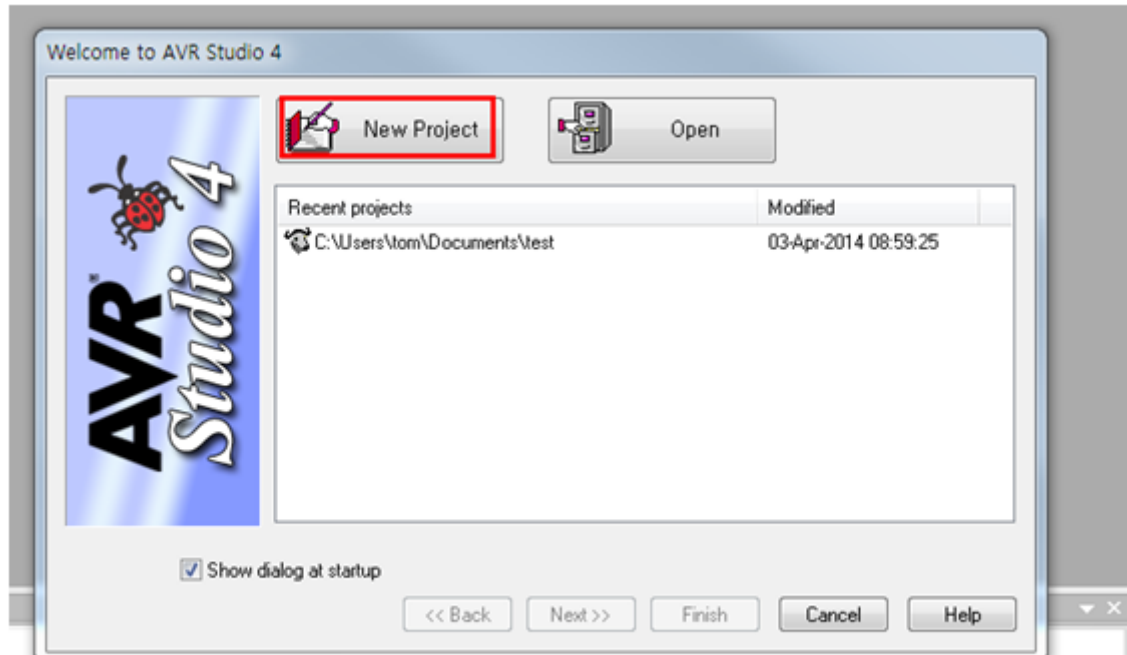 Welcome to AVR Studio 4
New Project
Open
AVR®
Studio 4
Recent projects Modified
C:\Users\tom\Documents\test 03-Apr-2014 08:59:25
Show dialog at startup
<< Back Next >> Finish Cancel Help